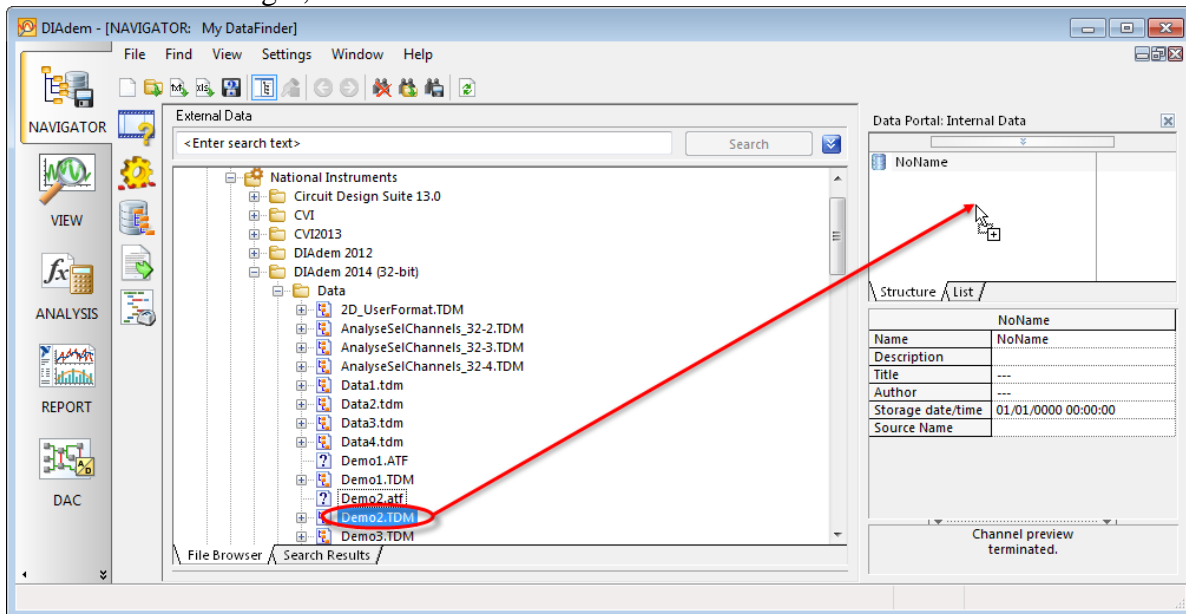 DIAdem - [NAVIGATOR: My DataFinder]
File Find View Settings Window Help
NAVIGATOR
VIEW
ANALYSIS
REPORT
DAC
External Data
<Enter search text>
Search
National Instruments
Circuit Design Suite 13.0
CVI
CVI2013
DIAdem 2012
DIAdem 2014 (32-bit)
Data
2D_UserFormat.TDM
AnalyseSelChannels_32-2.TDM
AnalyseSelChannels_32-3.TDM
AnalyseSelChannels_32-4.TDM
Data1.tdm
Data2.tdm
Data3.tdm
Data4.tdm
Demo1.ATF
Demo1.TDM
Demo2.atf
Demo2.TDM
Demo3.TDM
File Browser Search Results
Data Portal: Internal Data
NoName
Structure List
NoName
Name NoName
Description
Title ---
Author ---
Storage date/time 01/01/0000 00:00:00
Source Name
Channel preview
terminated.